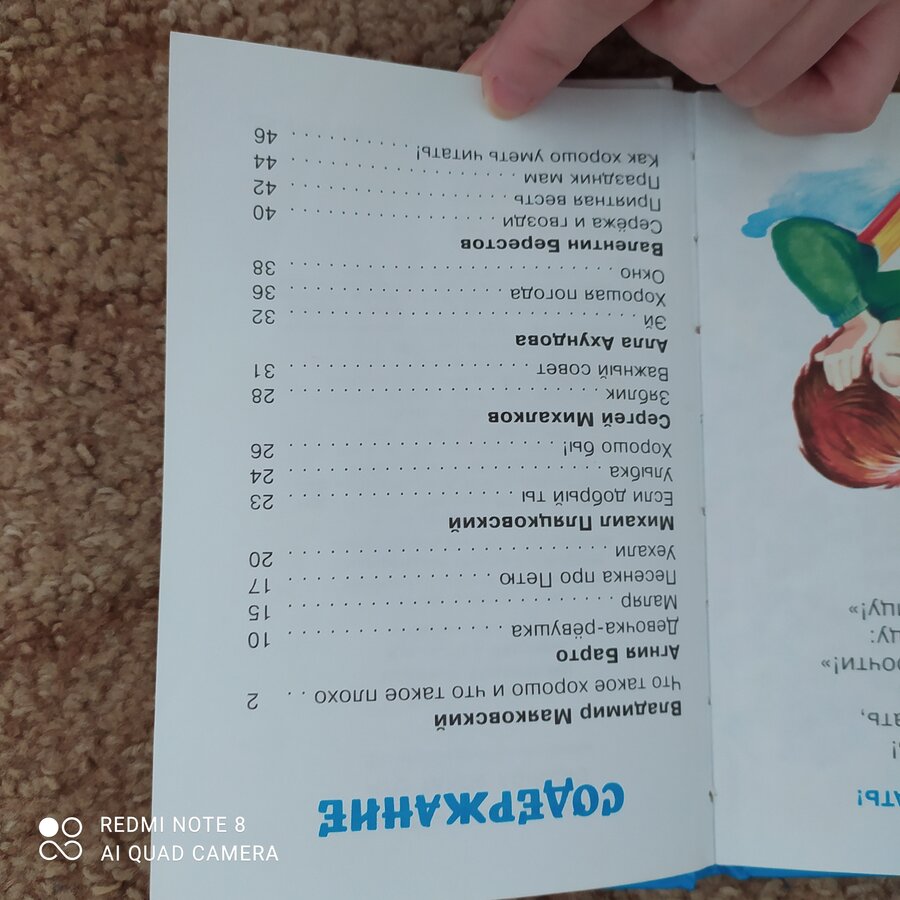 СОДЕРЖАНИЕ
Владимир Маяковский
Что такое хорошо и что такое плохо . . 2
Агния Барто
Девочка-рёвушка . . . . . . . . . . . . . . . . . 10
Маляр . . . . . . . . . . . . . . . . . . . . . . . . . . 15
Песенка про Петю . . . . . . . . . . . . . . . . . 17
Уехали . . . . . . . . . . . . . . . . . . . . . . . . . 20
Михаил Пляцковский
Если добрый ты . . . . . . . . . . . . . . . . . . 23
Улыбка . . . . . . . . . . . . . . . . . . . . . . . . . 24
Хорошо бы! . . . . . . . . . . . . . . . . . . . . . 26
Сергей Михалков
Зяблик . . . . . . . . . . . . . . . . . . . . . . . . . 28
Важный совет . . . . . . . . . . . . . . . . . . . 31
Алла Ахундова
Эй . . . . . . . . . . . . . . . . . . . . . . . . . . . . 32
Хорошая погода . . . . . . . . . . . . . . . . . 36
Окно . . . . . . . . . . . . . . . . . . . . . . . . . . 38
Валентин Берестов
Серёжа и гвозди . . . . . . . . . . . . . . . . . 40
Приятная весть . . . . . . . . . . . . . . . . . . 42
Праздник мам . . . . . . . . . . . . . . . . . . . 44
Как хорошо уметь читать! . . . . . . . . . . 46
REDMI NOTE 8
AI QUAD CAMERA